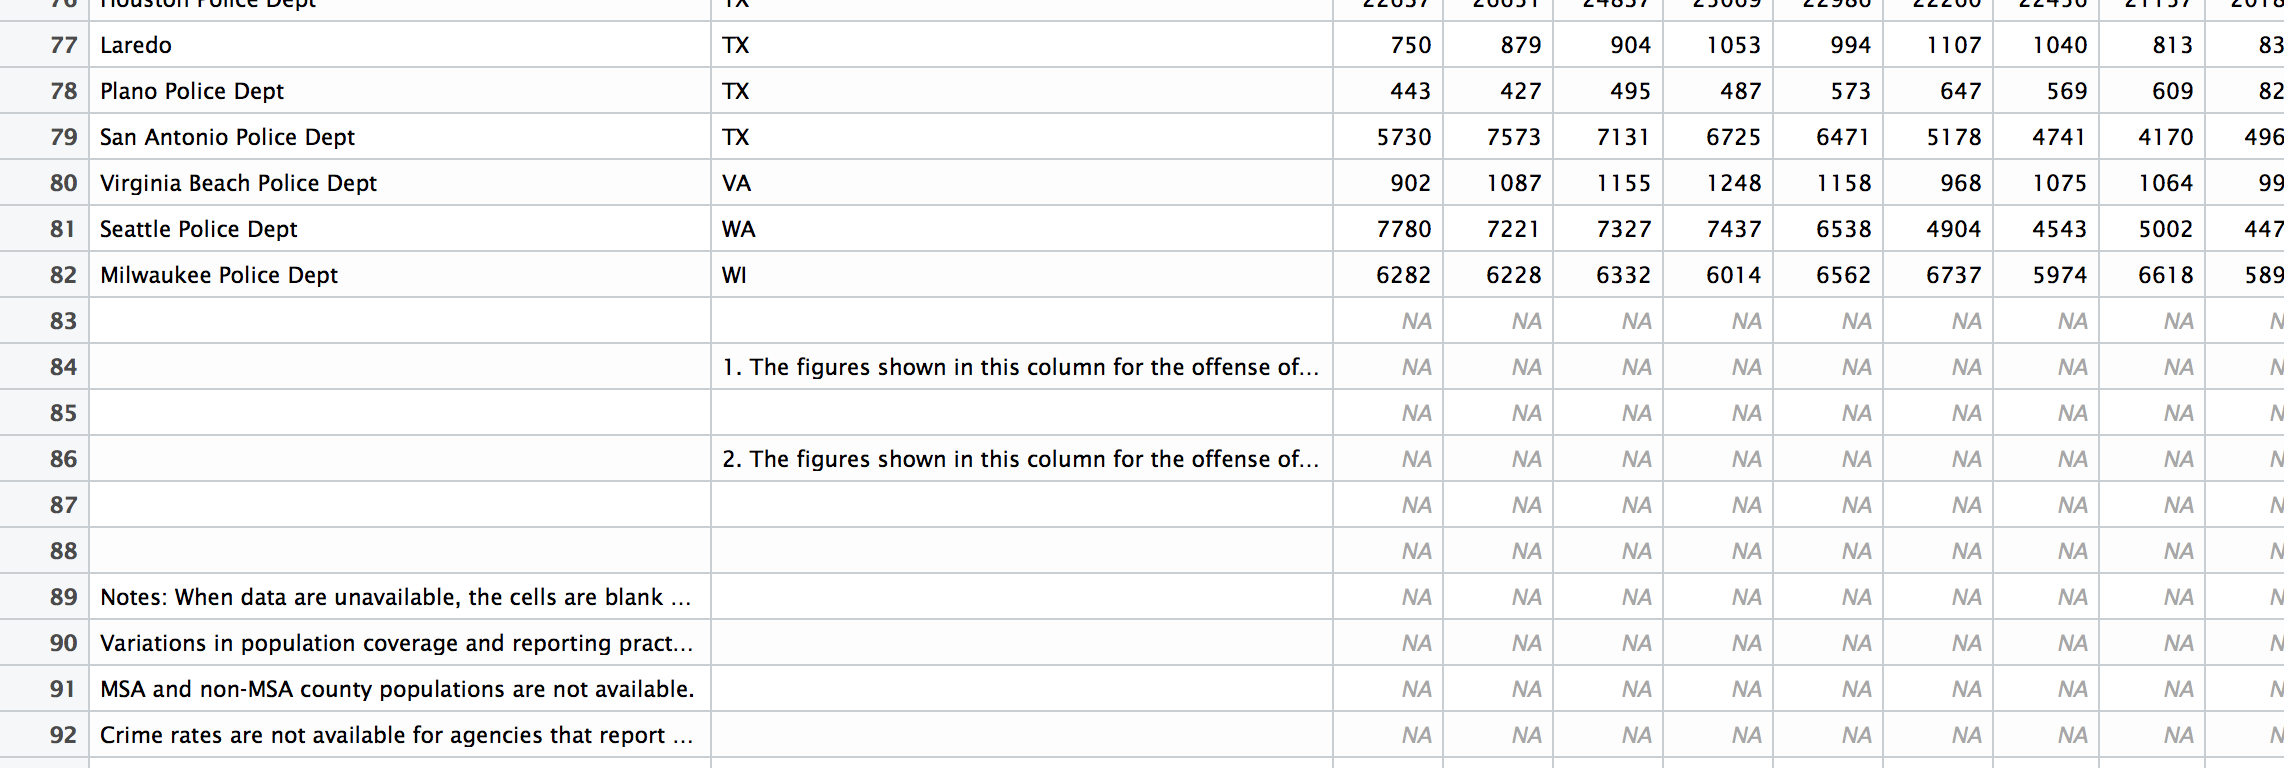 76 Houston Police Dept TX
77 Laredo TX 750 879 904 1053 994 1107 1040 813 83
78 Plano Police Dept TX 443 427 495 487 573 647 569 609 82
79 San Antonio Police Dept TX 5730 7573 7131 6725 6471 5178 4741 4170 496
80 Virginia Beach Police Dept VA 902 1087 1155 1248 1158 968 1075 1064 99
81 Seattle Police Dept WA 7780 7221 7327 7437 6538 4904 4543 5002 447
82 Milwaukee Police Dept WI 6282 6228 6332 6014 6562 6737 5974 6618 589
83 NA NA NA NA NA NA NA NA N
84 1. The figures shown in this column for the offense of... NA NA NA NA NA NA NA NA N
85 NA NA NA NA NA NA NA NA N
86 2. The figures shown in this column for the offense of... NA NA NA NA NA NA NA NA N
87 NA NA NA NA NA NA NA NA N
88 NA NA NA NA NA NA NA NA N
89 Notes: When data are unavailable, the cells are blank ... NA NA NA NA NA NA NA NA N
90 Variations in population coverage and reporting pract... NA NA NA NA NA NA NA NA N
91 MSA and non-MSA county populations are not available. NA NA NA NA NA NA NA NA N
92 Crime rates are not available for agencies that report ... NA NA NA NA NA NA NA NA N